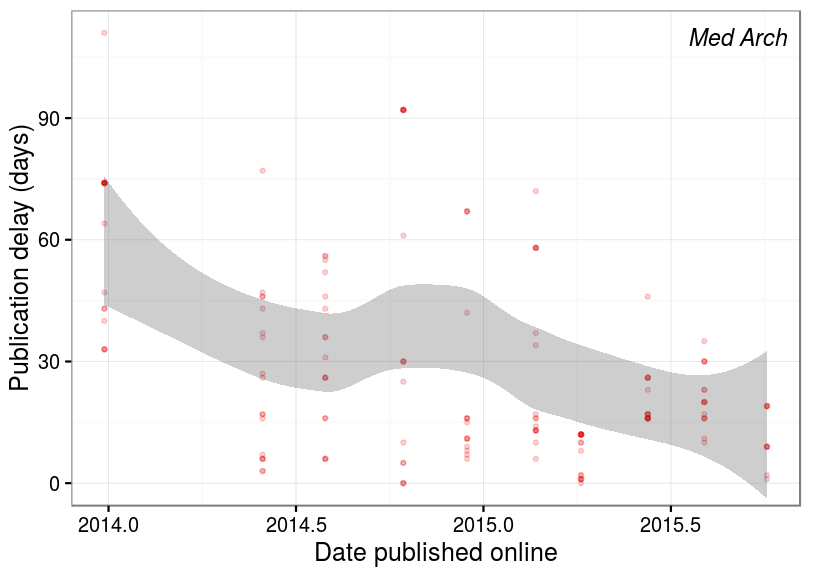 Med Arch
Publication delay (days)
90
60
30
0
2014.0 2014.5 2015.0 2015.5
Date published online